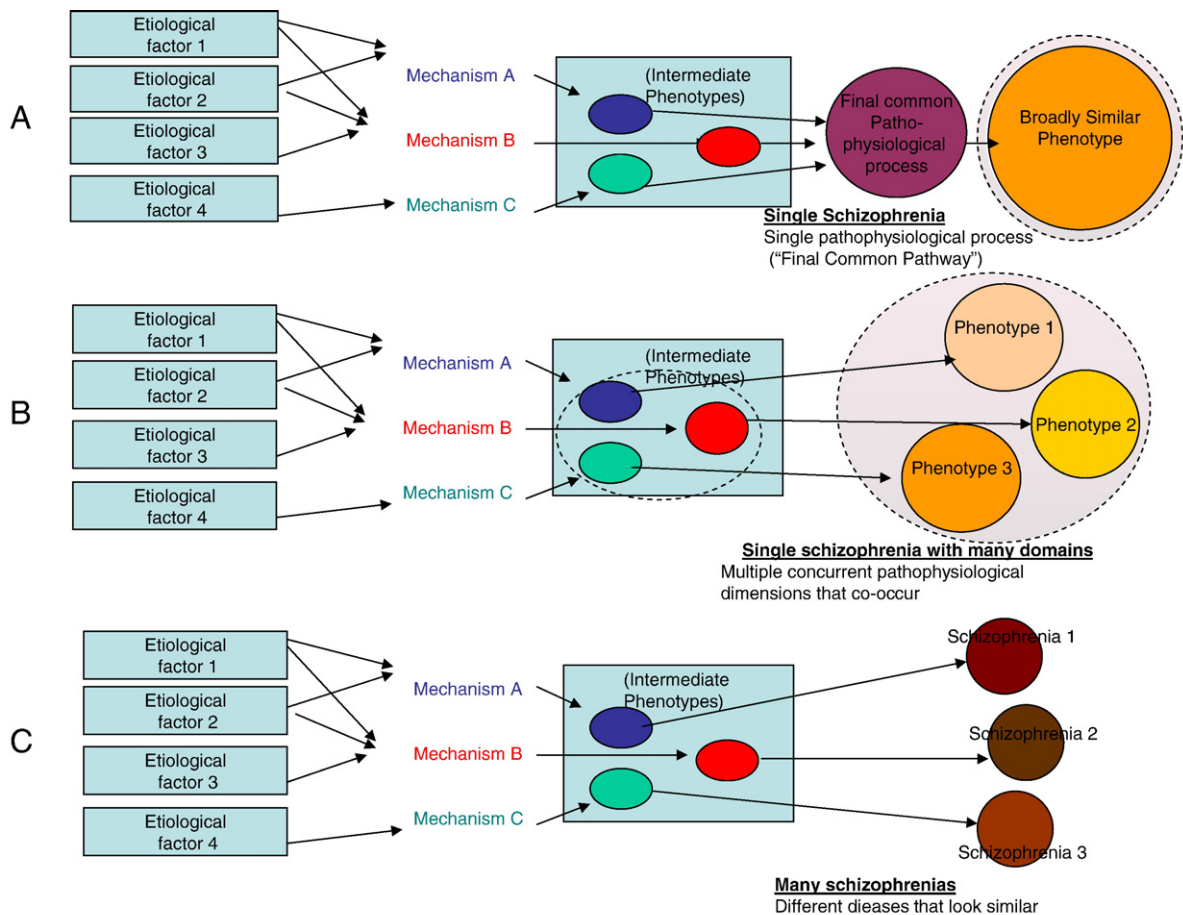 A
Etiological
factor 1
Etiological
factor 2
Etiological
factor 3
Etiological
factor 4
Mechanism A
Mechanism B
Mechanism C
(Intermediate
Phenotypes)
Final common
Patho-
physiological
process
Broadly Similar
Phenotype
Single Schizophrenia
Single pathophysiological process
(“Final Common Pathway”)
B
Etiological
factor 1
Etiological
factor 2
Etiological
factor 3
Etiological
factor 4
Mechanism A
Mechanism B
Mechanism C
(Intermediate
Phenotypes)
Phenotype 1
Phenotype 2
Phenotype 3
Single schizophrenia with many domains
Multiple concurrent pathophysiological
dimensions that co-occur
C
Etiological
factor 1
Etiological
factor 2
Etiological
factor 3
Etiological
factor 4
Mechanism A
Mechanism B
Mechanism C
(Intermediate
Phenotypes)
Schizophrenia 1
Schizophrenia 2
Schizophrenia 3
Many schizophrenias
Different dieases that look similar